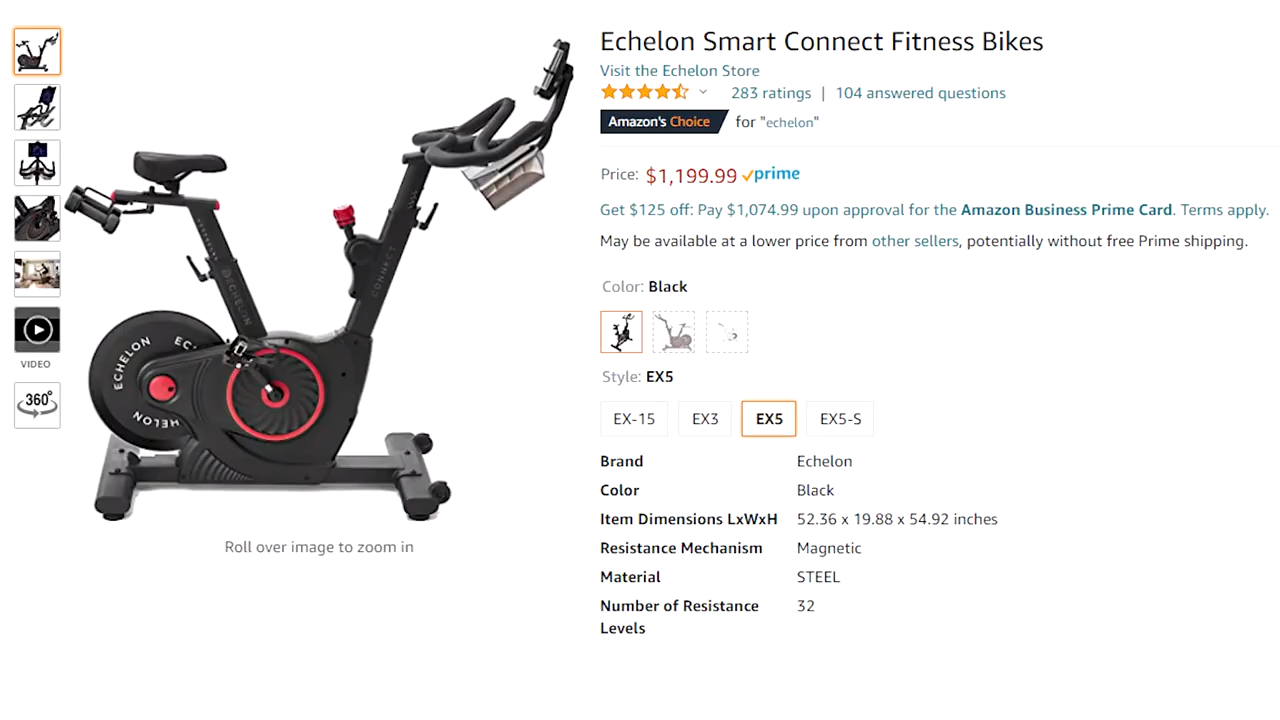 Echelon Smart Connect Fitness Bikes
Visit the Echelon Store
283 ratings | 104 answered questions
Amazon's Choice for "echelon"
Price: $1,199.99 prime
Get $125 off: Pay $1,074.99 upon approval for the Amazon Business Prime Card. Terms apply.
May be available at a lower price from other sellers, potentially without free Prime shipping.
Color: Black
Style: EX5
EX-15 EX3 EX5 EX5-S
Brand Echelon
Color Black
Item Dimensions LxWxH 52.36 x 19.88 x 54.92 inches
Resistance Mechanism Magnetic
Material STEEL
Number of Resistance Levels 32
VIDEO
360°
ECHELON
CONNECT
ECHELON
EC
HELON
Roll over image to zoom in